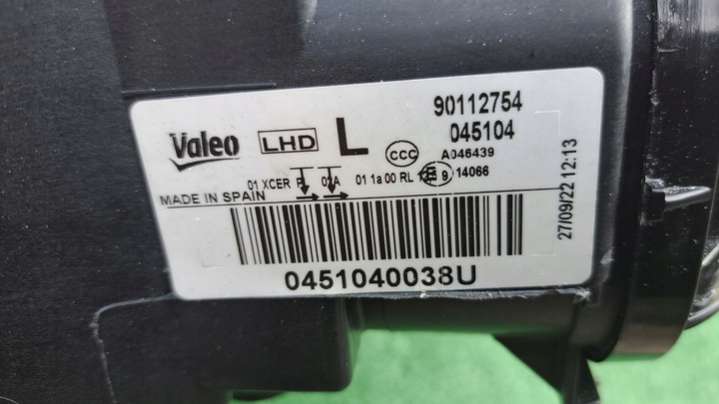 Valeo LHD L CCC 90112754
045104
A046439
01 XCER 01 1a 00 RL E 9 14066
MADE IN SPAIN
0451040038U
27/09/22 12:13